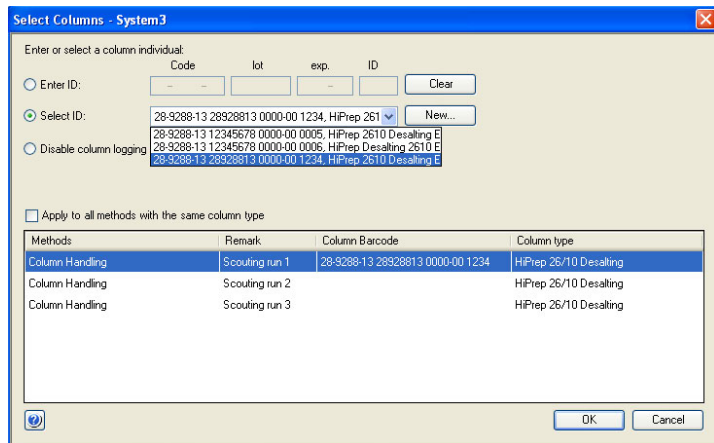 Select Columns - System3
Enter or select a column individual:
Code lot exp. ID
Enter ID: - - - Clear
Select ID: 28-9288-13 28928813 0000-00 1234, HiPrep 261 New...
28-9288-13 12345678 0000-00 0005, HiPrep 2610 Desalting E
Disable column logging 28-9288-13 12345678 0000-00 0006, HiPrep Desalting 2610 E
28-9288-13 28928813 0000-00 1234, HiPrep 2610 Desalting E
Apply to all methods with the same column type
Methods Remark Column Barcode Column type
Column Handling Scouting run 1 28-9288-13 28928813 0000-00 1234 HiPrep 26/10 Desalting
Column Handling Scouting run 2 HiPrep 26/10 Desalting
Column Handling Scouting run 3 HiPrep 26/10 Desalting
? OK Cancel